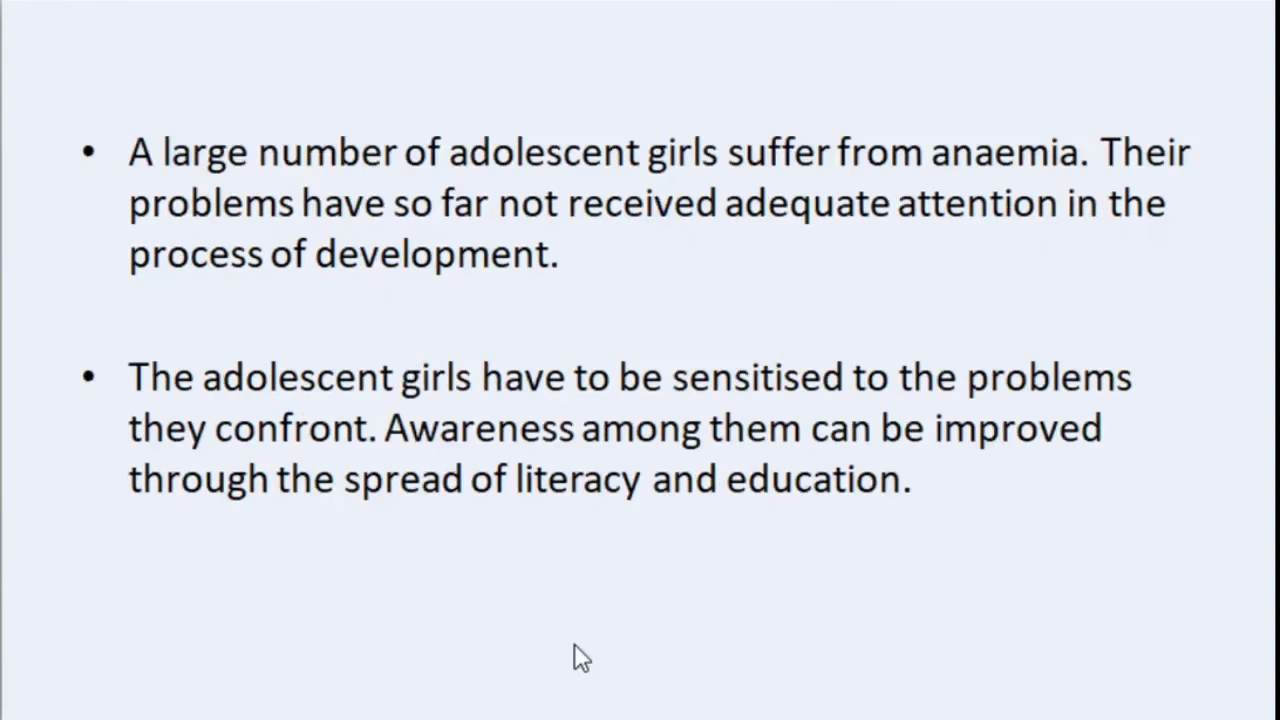 • A large number of adolescent girls suffer from anaemia. Their
problems have so far not received adequate attention in the
process of development.
• The adolescent girls have to be sensitised to the problems
they confront. Awareness among them can be improved
through the spread of literacy and education.